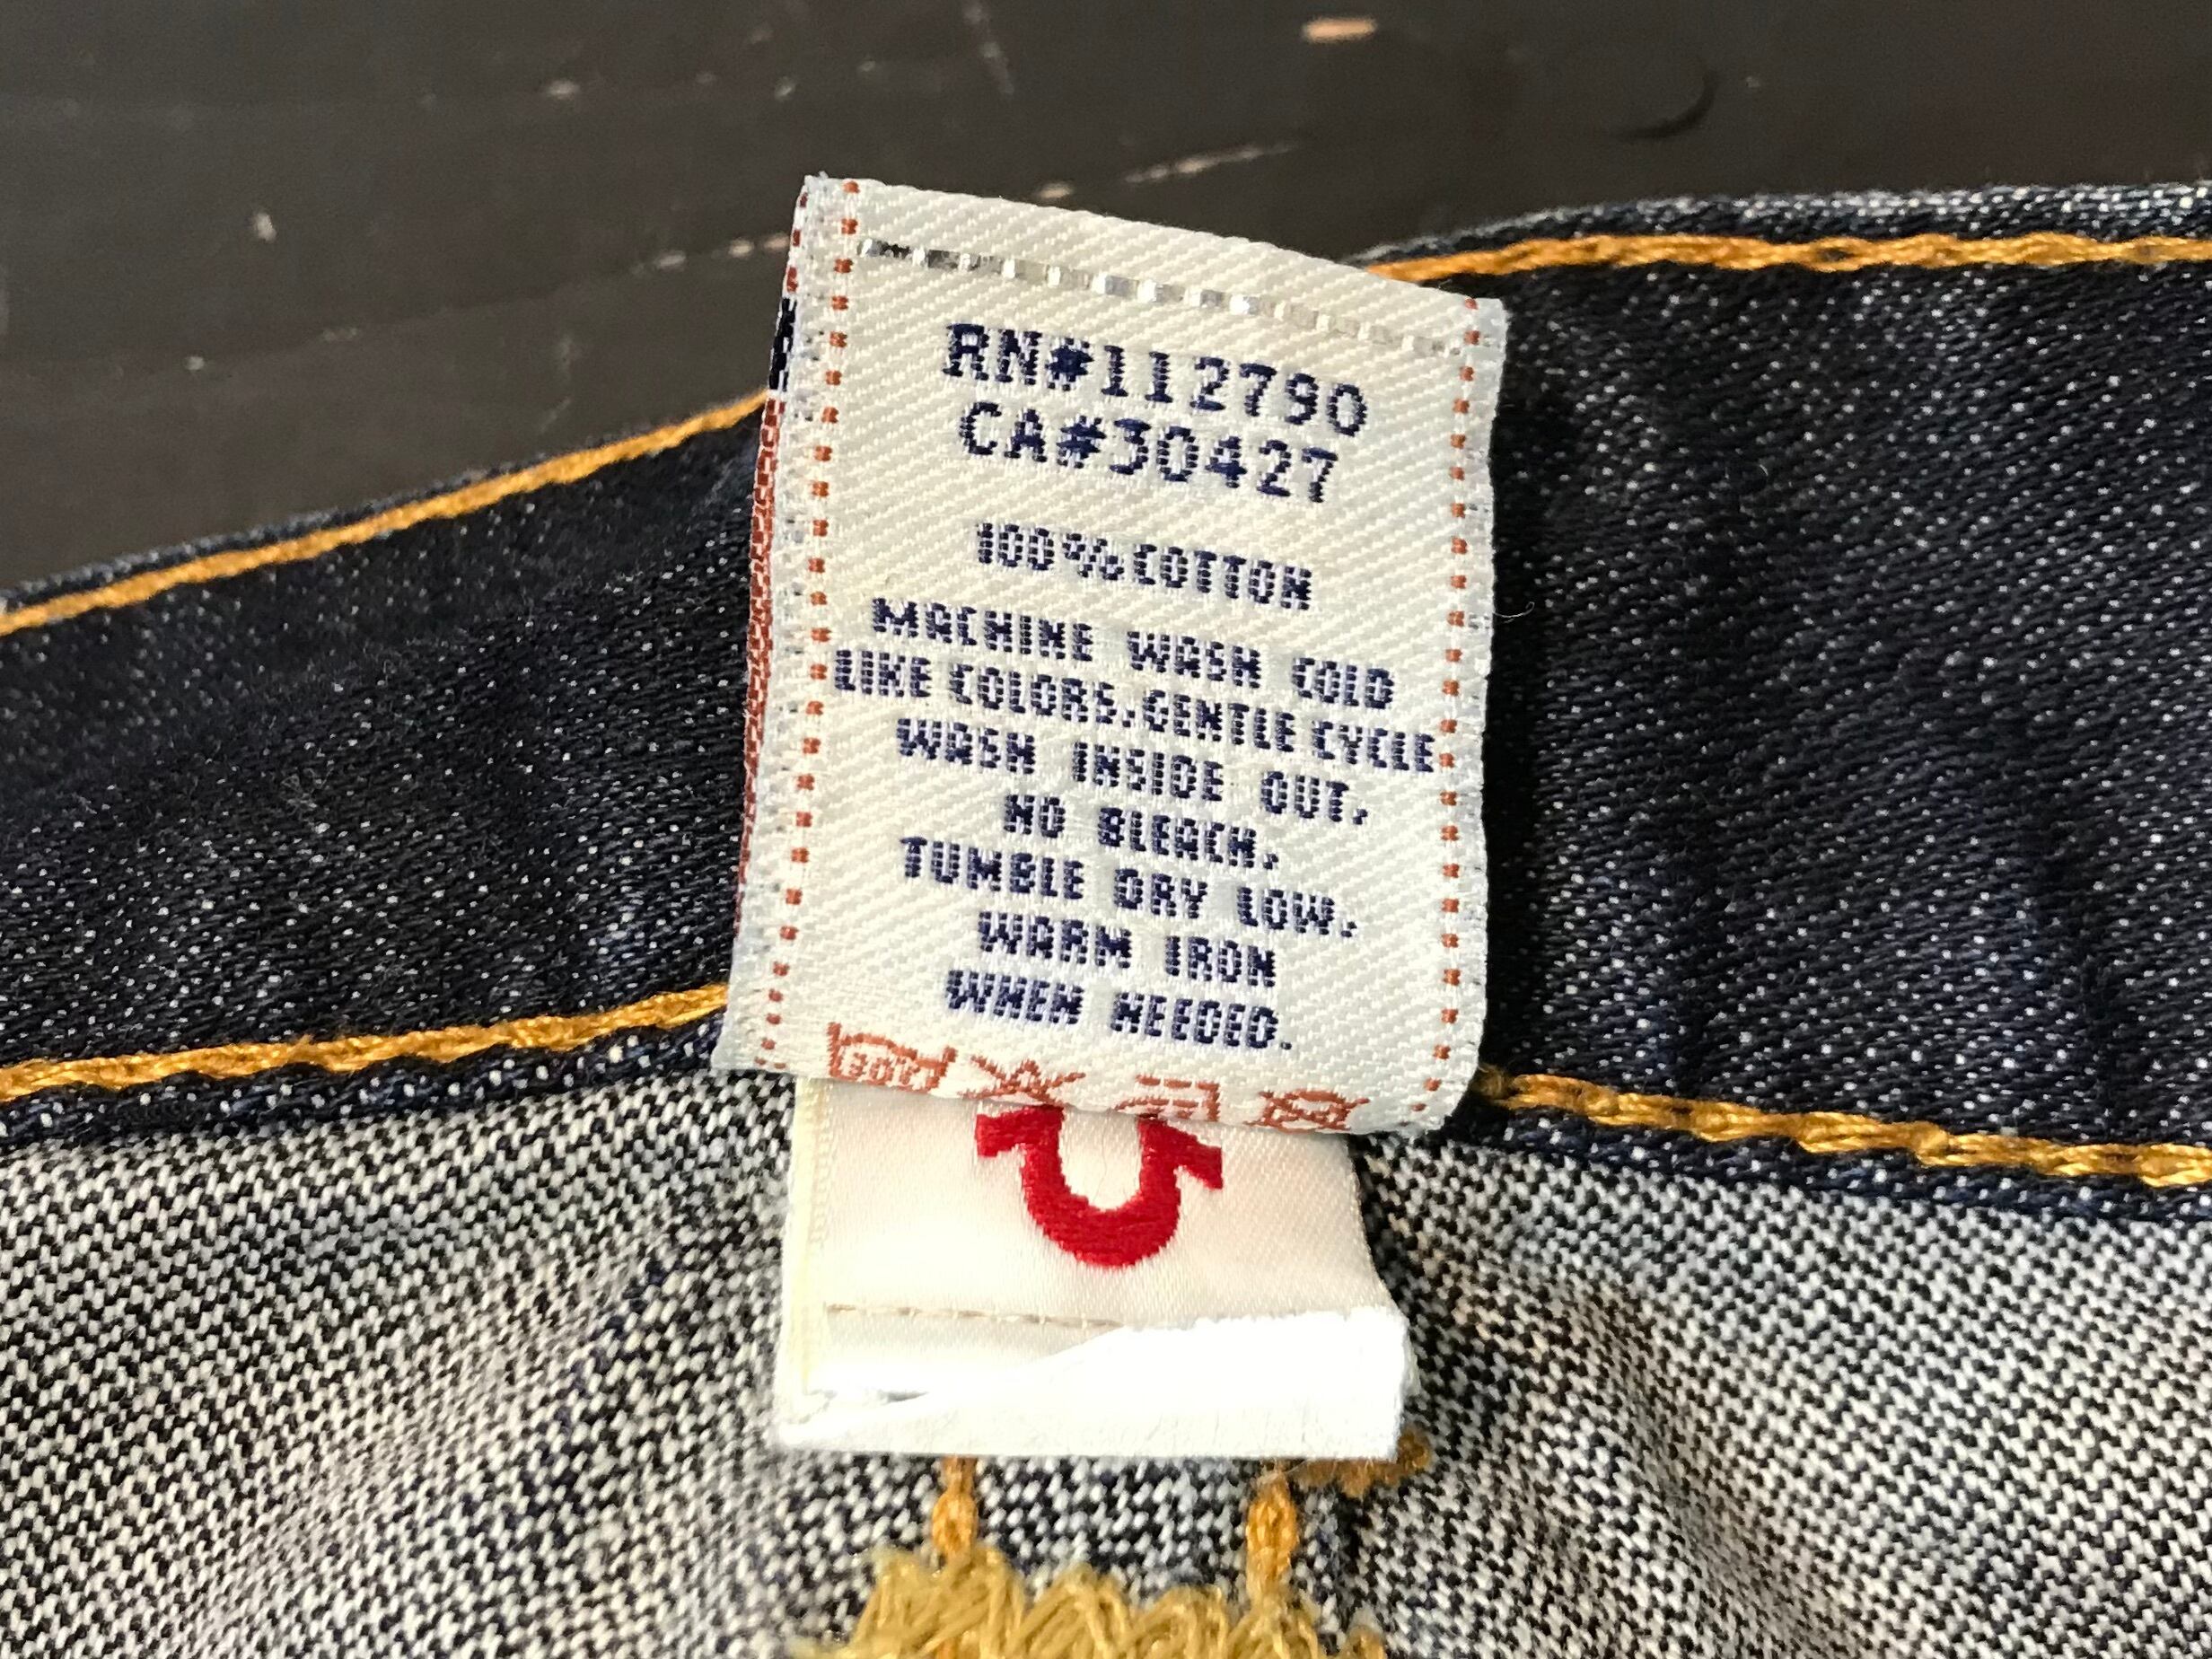 RN#112790
CA#30427
100%COTTON
MACHINE WASH COLD
LIKE COLORS,GENTLE CYCLE
WASH INSIDE OUT,
NO BLEACH,
TUMBLE DRY LOW,
WARM IRON
WHEN NEEDED.